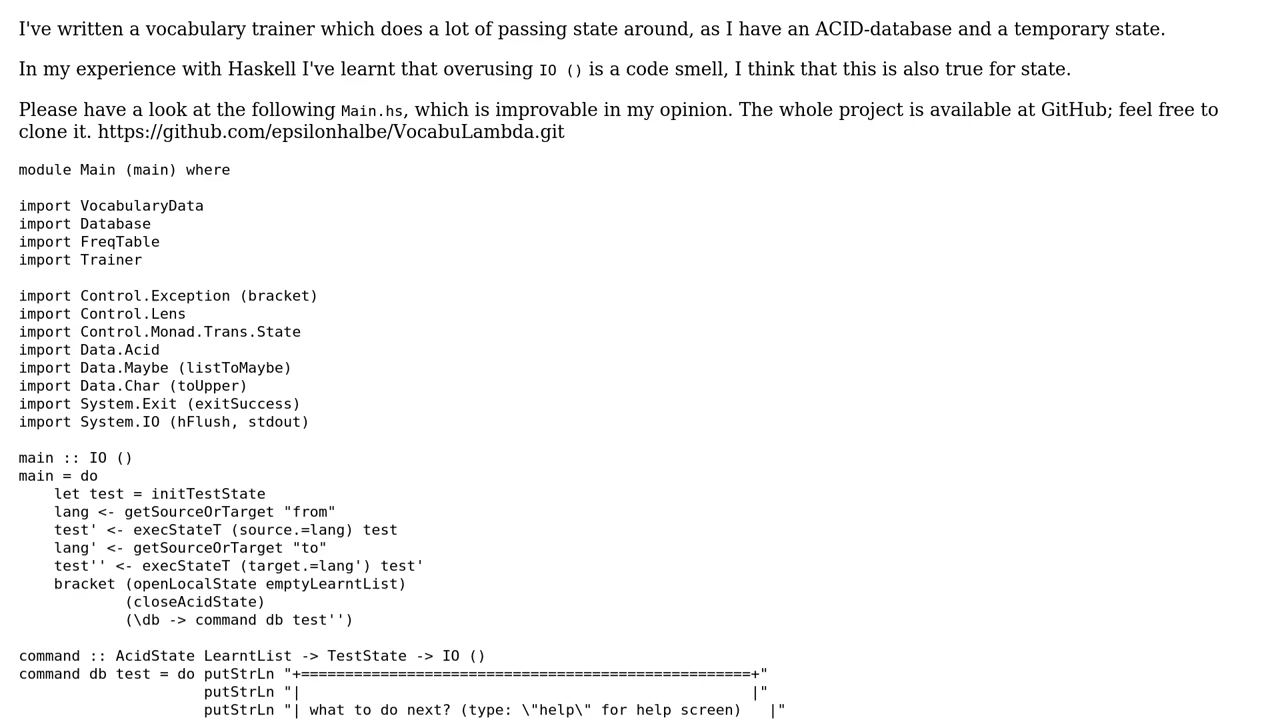 I've written a vocabulary trainer which does a lot of passing state around, as I have an ACID-database and a temporary state.
In my experience with Haskell I've learnt that overusing IO () is a code smell, I think that this is also true for state.
Please have a look at the following Main.hs, which is improvable in my opinion. The whole project is available at GitHub; feel free to
clone it. https://github.com/epsilonhalbe/VocabuLambda.git
module Main (main) where
import VocabularyData
import Database
import FreqTable
import Trainer
import Control.Exception (bracket)
import Control.Lens
import Control.Monad.Trans.State
import Data.Acid
import Data.Maybe (listToMaybe)
import Data.Char (toUpper)
import System.Exit (exitSuccess)
import System.IO (hFlush, stdout)
main :: IO ()
main = do
    let test = initTestState
    lang <- getSourceOrTarget "from"
    test' <- execStateT (source.=lang) test
    lang' <- getSourceOrTarget "to"
    test'' <- execStateT (target.=lang') test'
    bracket (openLocalState emptyLearntList)
            (closeAcidState)
            (\db -> command db test'')
command :: AcidState LearntList -> TestState -> IO ()
command db test = do putStrLn "+===================================================+"
                     putStrLn "|                                                   |"
                     putStrLn "| what to do next? (type: \"help\" for help screen)   |"